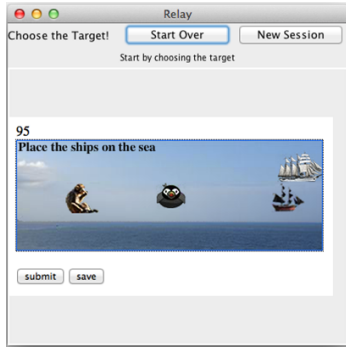 Relay
Choose the Target! Start Over New Session
Start by choosing the target
95
Place the ships on the sea
submit save